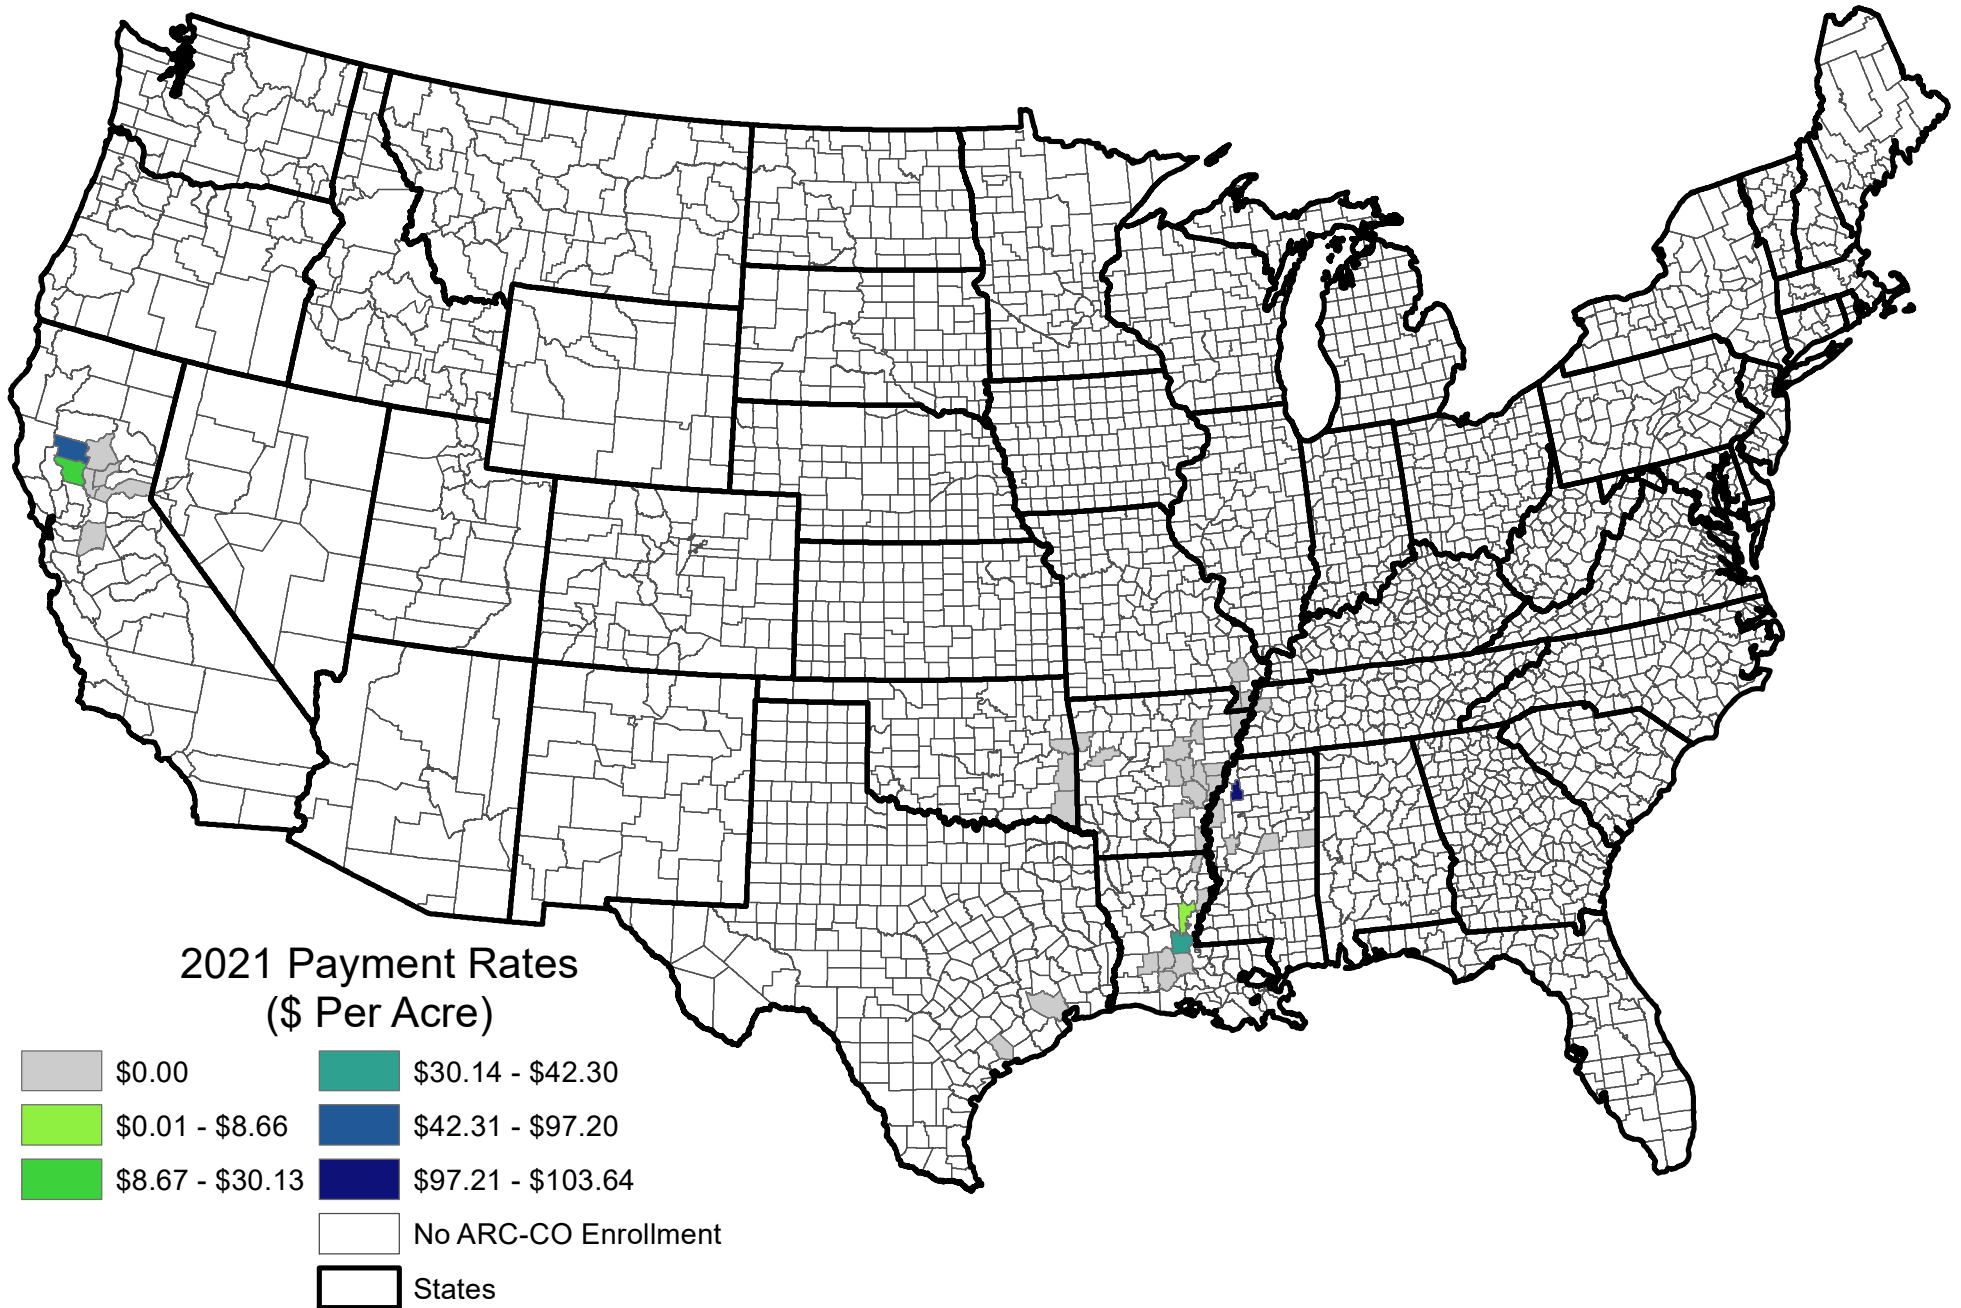 2021 Payment Rates
($ Per Acre)
$0.00
$0.01 - $8.66
$8.67 - $30.13
$30.14 - $42.30
$42.31 - $97.20
$97.21 - $103.64
No ARC-CO Enrollment
States